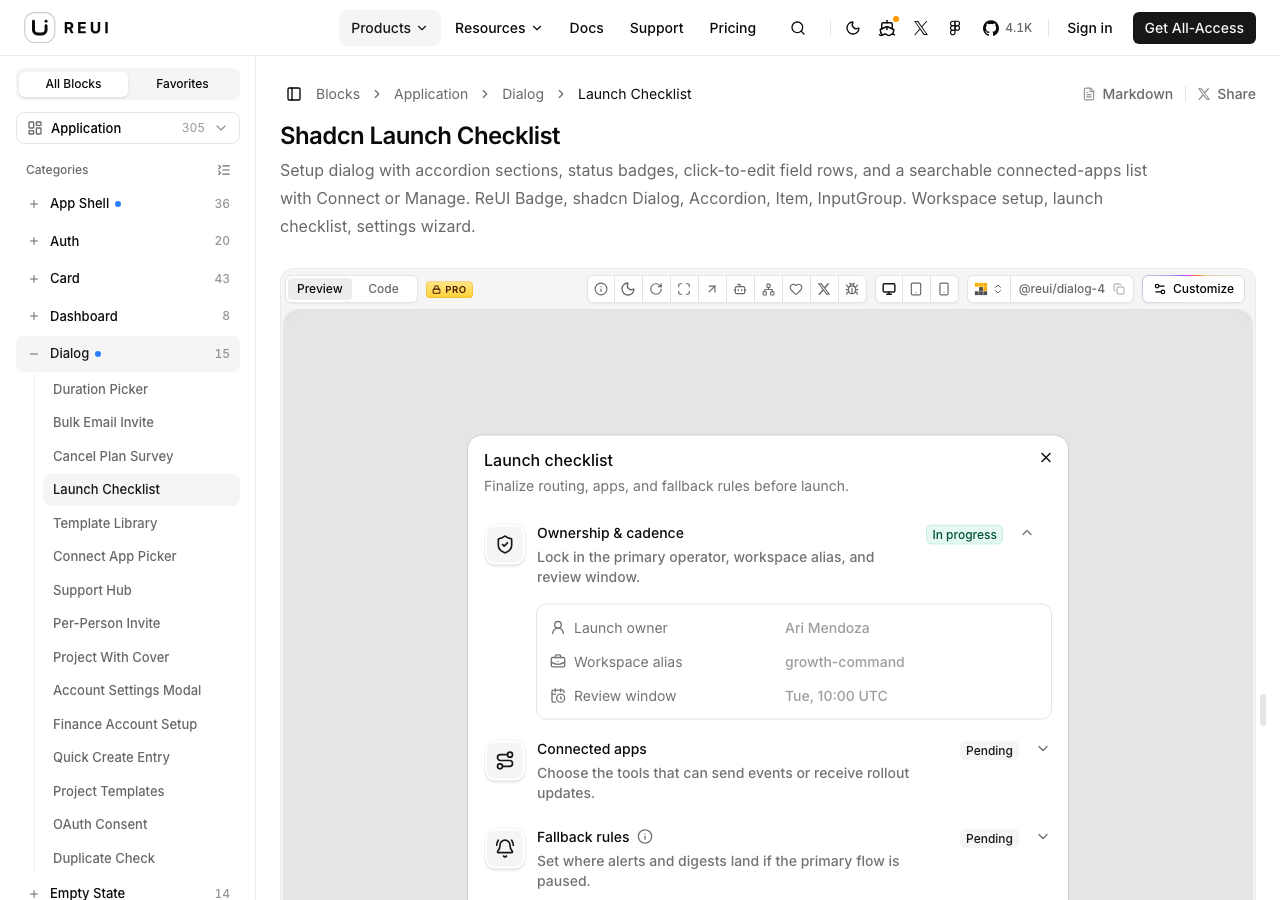 REUI
Products
Resources
Docs
Support
Pricing
4.1K
Sign in
Get All-Access
All Blocks
Favorites
Application 305
Categories
App Shell 36
Auth 20
Card 43
Dashboard 8
Dialog 15
Duration Picker
Bulk Email Invite
Cancel Plan Survey
Launch Checklist
Template Library
Connect App Picker
Support Hub
Per-Person Invite
Project With Cover
Account Settings Modal
Finance Account Setup
Quick Create Entry
Project Templates
OAuth Consent
Duplicate Check
Empty State 14
Blocks > Application > Dialog > Launch Checklist
Markdown
Share
Shadcn Launch Checklist
Setup dialog with accordion sections, status badges, click-to-edit field rows, and a searchable connected-apps list
with Connect or Manage. ReUI Badge, shadcn Dialog, Accordion, Item, InputGroup. Workspace setup, launch
checklist, settings wizard.
Preview
Code
PRO
@reui/dialog-4
Customize
Launch checklist
Finalize routing, apps, and fallback rules before launch.
Ownership & cadence
In progress
Lock in the primary operator, workspace alias, and
review window.
Launch owner Ari Mendoza
Workspace alias growth-command
Review window Tue, 10:00 UTC
Connected apps
Pending
Choose the tools that can send events or receive rollout
updates.
Fallback rules
Pending
Set where alerts and digests land if the primary flow is
paused.